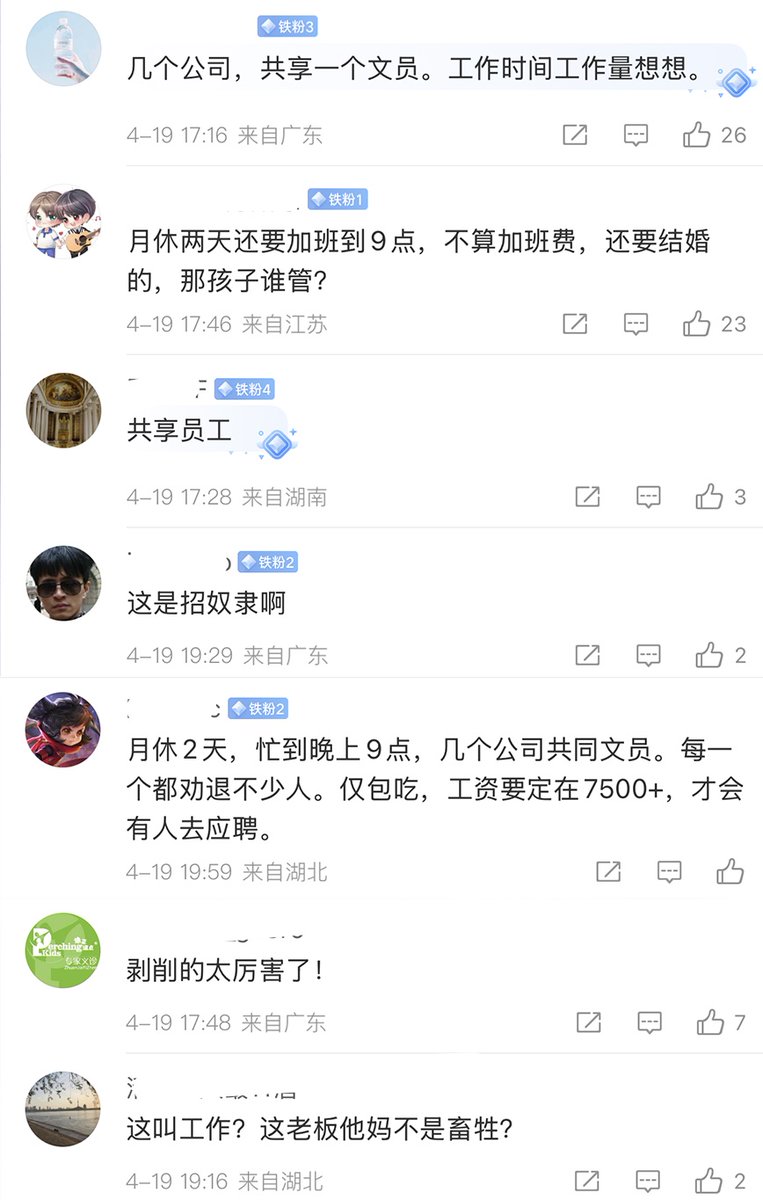 铁粉3
几个公司，共享一个文员。工作时间工作量想想。
4-19 17:16 来自广东
26
铁粉1
月休两天还要加班到9点，不算加班费，还要结婚
的，那孩子谁管？
4-19 17:46 来自江苏
23
铁粉4
共享员工
4-19 17:28 来自湖南
3
铁粉2
这是招奴隶啊
4-19 19:29 来自广东
2
铁粉2
月休2天，忙到晚上9点，几个公司共同文员。每一
个都劝退不少人。仅包吃，工资要定在7500+，才会
有人去应聘。
4-19 19:59 来自湖北
剥削的太厉害了！
4-19 17:48 来自广东
7
这叫工作？这老板他妈不是畜牲？
4-19 19:16 来自湖北
2